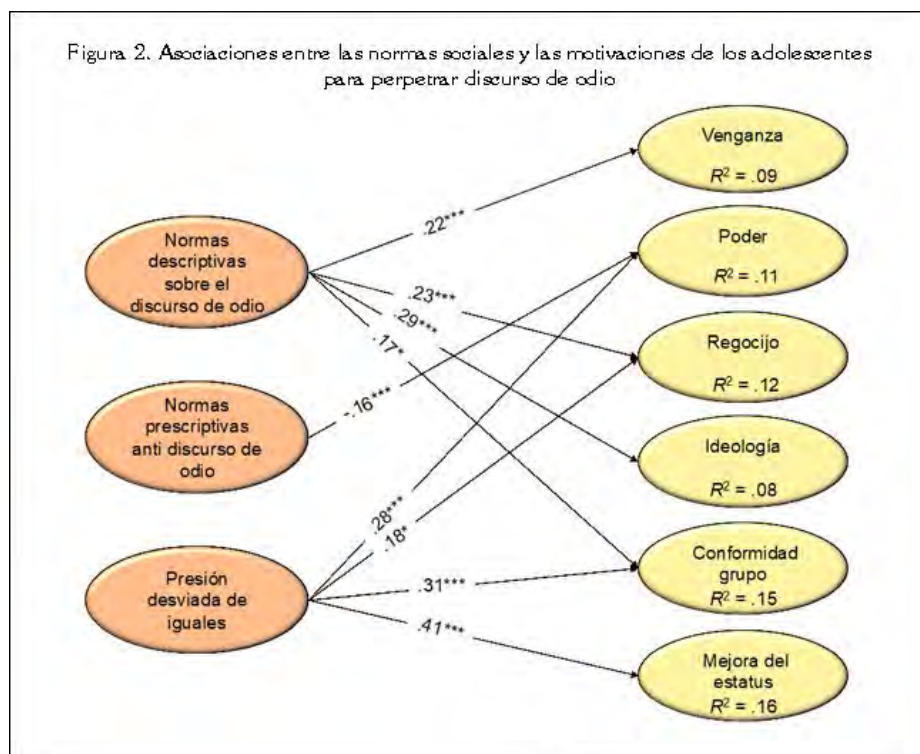 Figura 2. Asociaciones entre las normas sociales y las motivaciones de los adolescentes
para perpetrar discurso de odio
Normas
descriptivas
sobre el
discurso de odio
Normas
prescriptivas
anti discurso de
odio
Presión
desviada de
iguales
.22***
.23***
.29***
.17*
-.16***
.28***
.18*
.31***
.41***
Venganza
R² = .09
Poder
R² = .11
Regocijo
R² = .12
Ideología
R² = .08
Conformidad
grupo
R² = .15
Mejora del
estatus
R² = .16